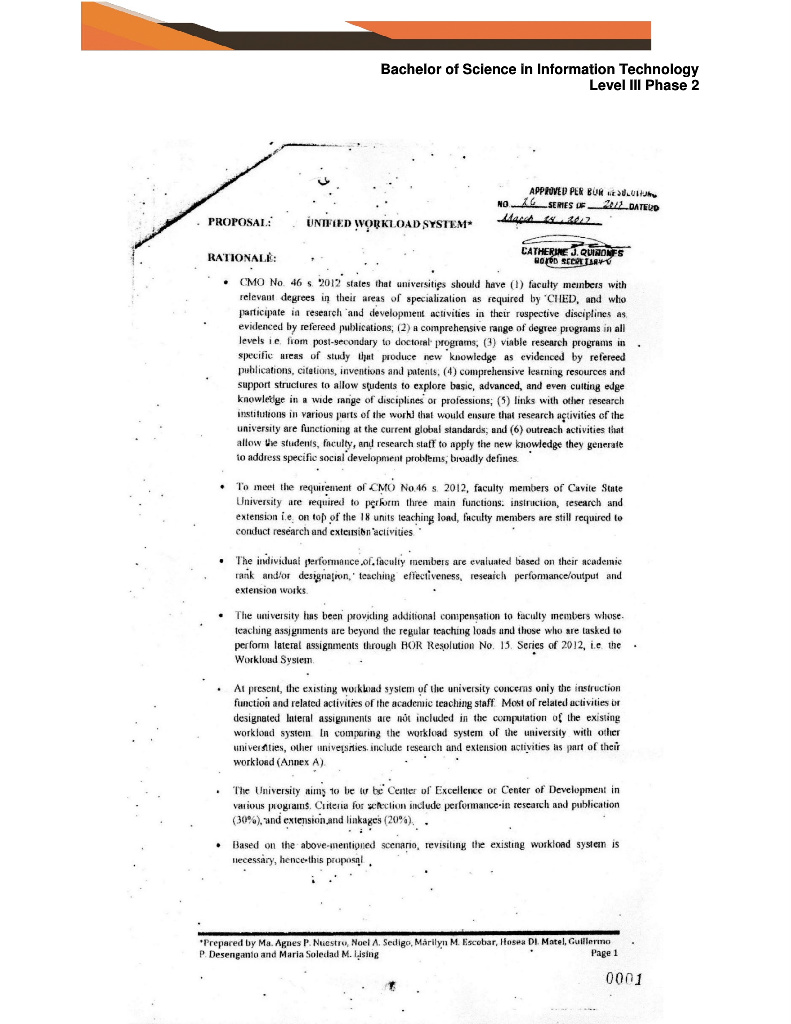 Bachelor of Science in Information Technology
Level III Phase 2
APPROVED PER BOR RESOLUTION
NO. 26 SERIES OF 2017 DATED
March 24, 2017
PROPOSAL: UNIFIED WORKLOAD SYSTEM*
CATHERINE J. QUIÑONES
BOARD SECRETARY V
RATIONALE:
• CMO No. 46 s. 2012 states that universities should have (1) faculty members with
relevant degrees in their areas of specialization as required by CHED, and who
participate in research and development activities in their respective disciplines as
evidenced by refereed publications; (2) a comprehensive range of degree programs in all
levels i.e. from post-secondary to doctoral programs; (3) viable research programs in
specific areas of study that produce new knowledge as evidenced by refereed
publications, citations, inventions and patents; (4) comprehensive learning resources and
support structures to allow students to explore basic, advanced, and even cutting edge
knowledge in a wide range of disciplines or professions; (5) links with other research
institutions in various parts of the world that would ensure that research activities of the
university are functioning at the current global standards; and (6) outreach activities that
allow the students, faculty, and research staff to apply the new knowledge they generate
to address specific social development problems, broadly defines.
• To meet the requirement of CMO No.46 s. 2012, faculty members of Cavite State
University are required to perform three main functions: instruction, research and
extension i.e. on top of the 18 units teaching load, faculty members are still required to
conduct research and extension activities.
• The individual performance of faculty members are evaluated based on their academic
rank and/or designation, teaching effectiveness, research performance/output and
extension works.
• The university has been providing additional compensation to faculty members whose
teaching assignments are beyond the regular teaching loads and those who are tasked to
perform lateral assignments through BOR Resolution No. 15. Series of 2012, i.e. the
Workload System.
• At present, the existing workload system of the university concerns only the instruction
function and related activities of the academic teaching staff. Most of related activities or
designated lateral assignments are not included in the computation of the existing
workload system. In comparing the workload system of the university with other
universities, other universities include research and extension activities as part of their
workload (Annex A).
• The University aims to be to be Center of Excellence or Center of Development in
various programs. Criteria for selection include performance in research and publication
(30%), and extension and linkages (20%).
• Based on the above-mentioned scenario, revisiting the existing workload system is
necessary, hence this proposal.
*Prepared by Ma. Agnes P. Nuestro, Noel A. Sedigo, Marilyn M. Escobar, Hosea Dl. Matel, Guillermo
P. Desenganio and Maria Soledad M. Lising Page 1
0001